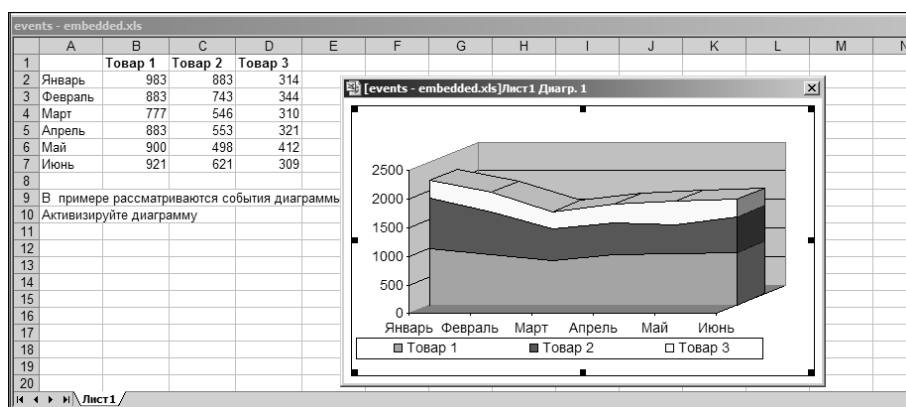 events - embedded.xls
A B C D E F G H I J K L M N
1 Товар 1 Товар 2 Товар 3
2 Январь 983 883 314
3 Февраль 883 743 344
4 Март 777 546 310
5 Апрель 883 553 321
6 Май 900 498 412
7 Июнь 921 621 309
8
9 В примере рассматриваются события диаграммы
10 Активизируйте диаграмму
11
12
13
14
15
16
17
18
19
20
Лист1
[events - embedded.xls]Лист1 Диагр. 1
2500
2000
1500
1000
500
0
Январь Февраль Март Апрель Май Июнь
Товар 1 Товар 2 Товар 3